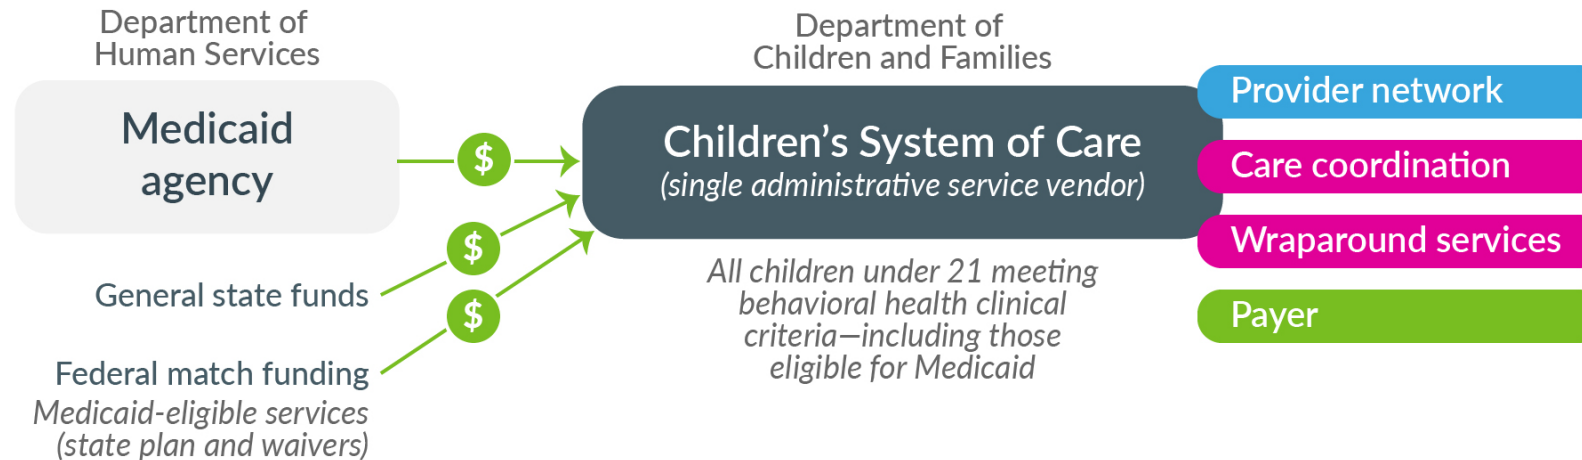 Department of
Human Services
Medicaid
agency
$
$
General state funds
$
Federal match funding
Medicaid-eligible services
(state plan and waivers)
Department of
Children and Families
Children’s System of Care
(single administrative service vendor)
All children under 21 meeting
behavioral health clinical
criteria—including those
eligible for Medicaid
Provider network
Care coordination
Wraparound services
Payer